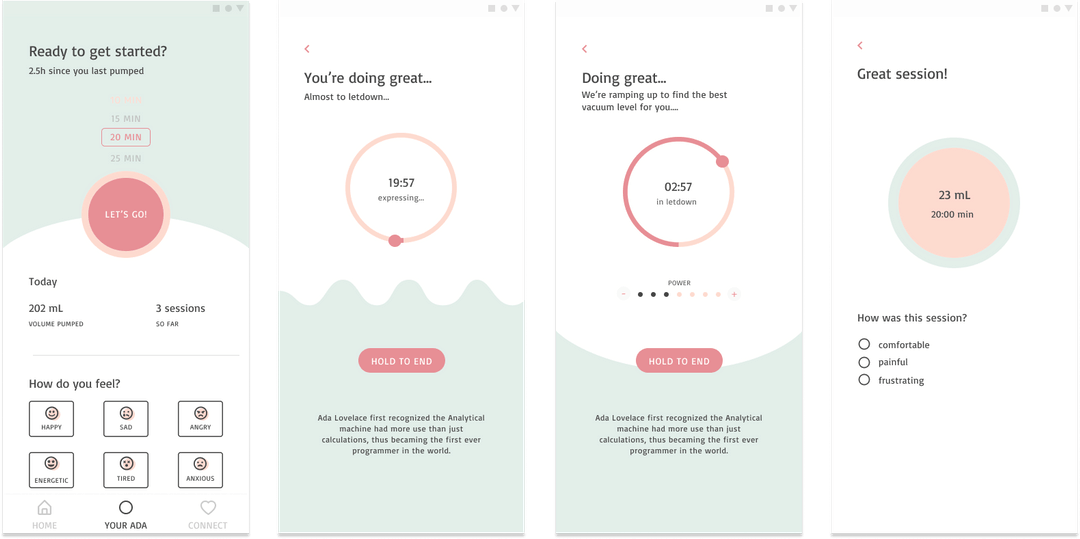 Ready to get started?
2.5h since you last pumped
10 MIN
15 MIN
20 MIN
25 MIN
LET'S GO!
Today
202 mL
VOLUME PUMPED
3 sessions
SO FAR
How do you feel?
HAPPY
SAD
ANGRY
ENERGETIC
TIRED
ANXIOUS
HOME
YOUR ADA
CONNECT
You're doing great...
Almost to letdown...
19:57
expressing...
HOLD TO END
Ada Lovelace first recognized the Analytical
machine had more use than just
calculations, thus becoming the first ever
programmer in the world.
Doing great...
We're ramping up to find the best
vacuum level for you....
02:57
in letdown
POWER
HOLD TO END
Ada Lovelace first recognized the Analytical
machine had more use than just
calculations, thus becoming the first ever
programmer in the world.
Great session!
23 mL
20:00 min
How was this session?
comfortable
painful
frustrating